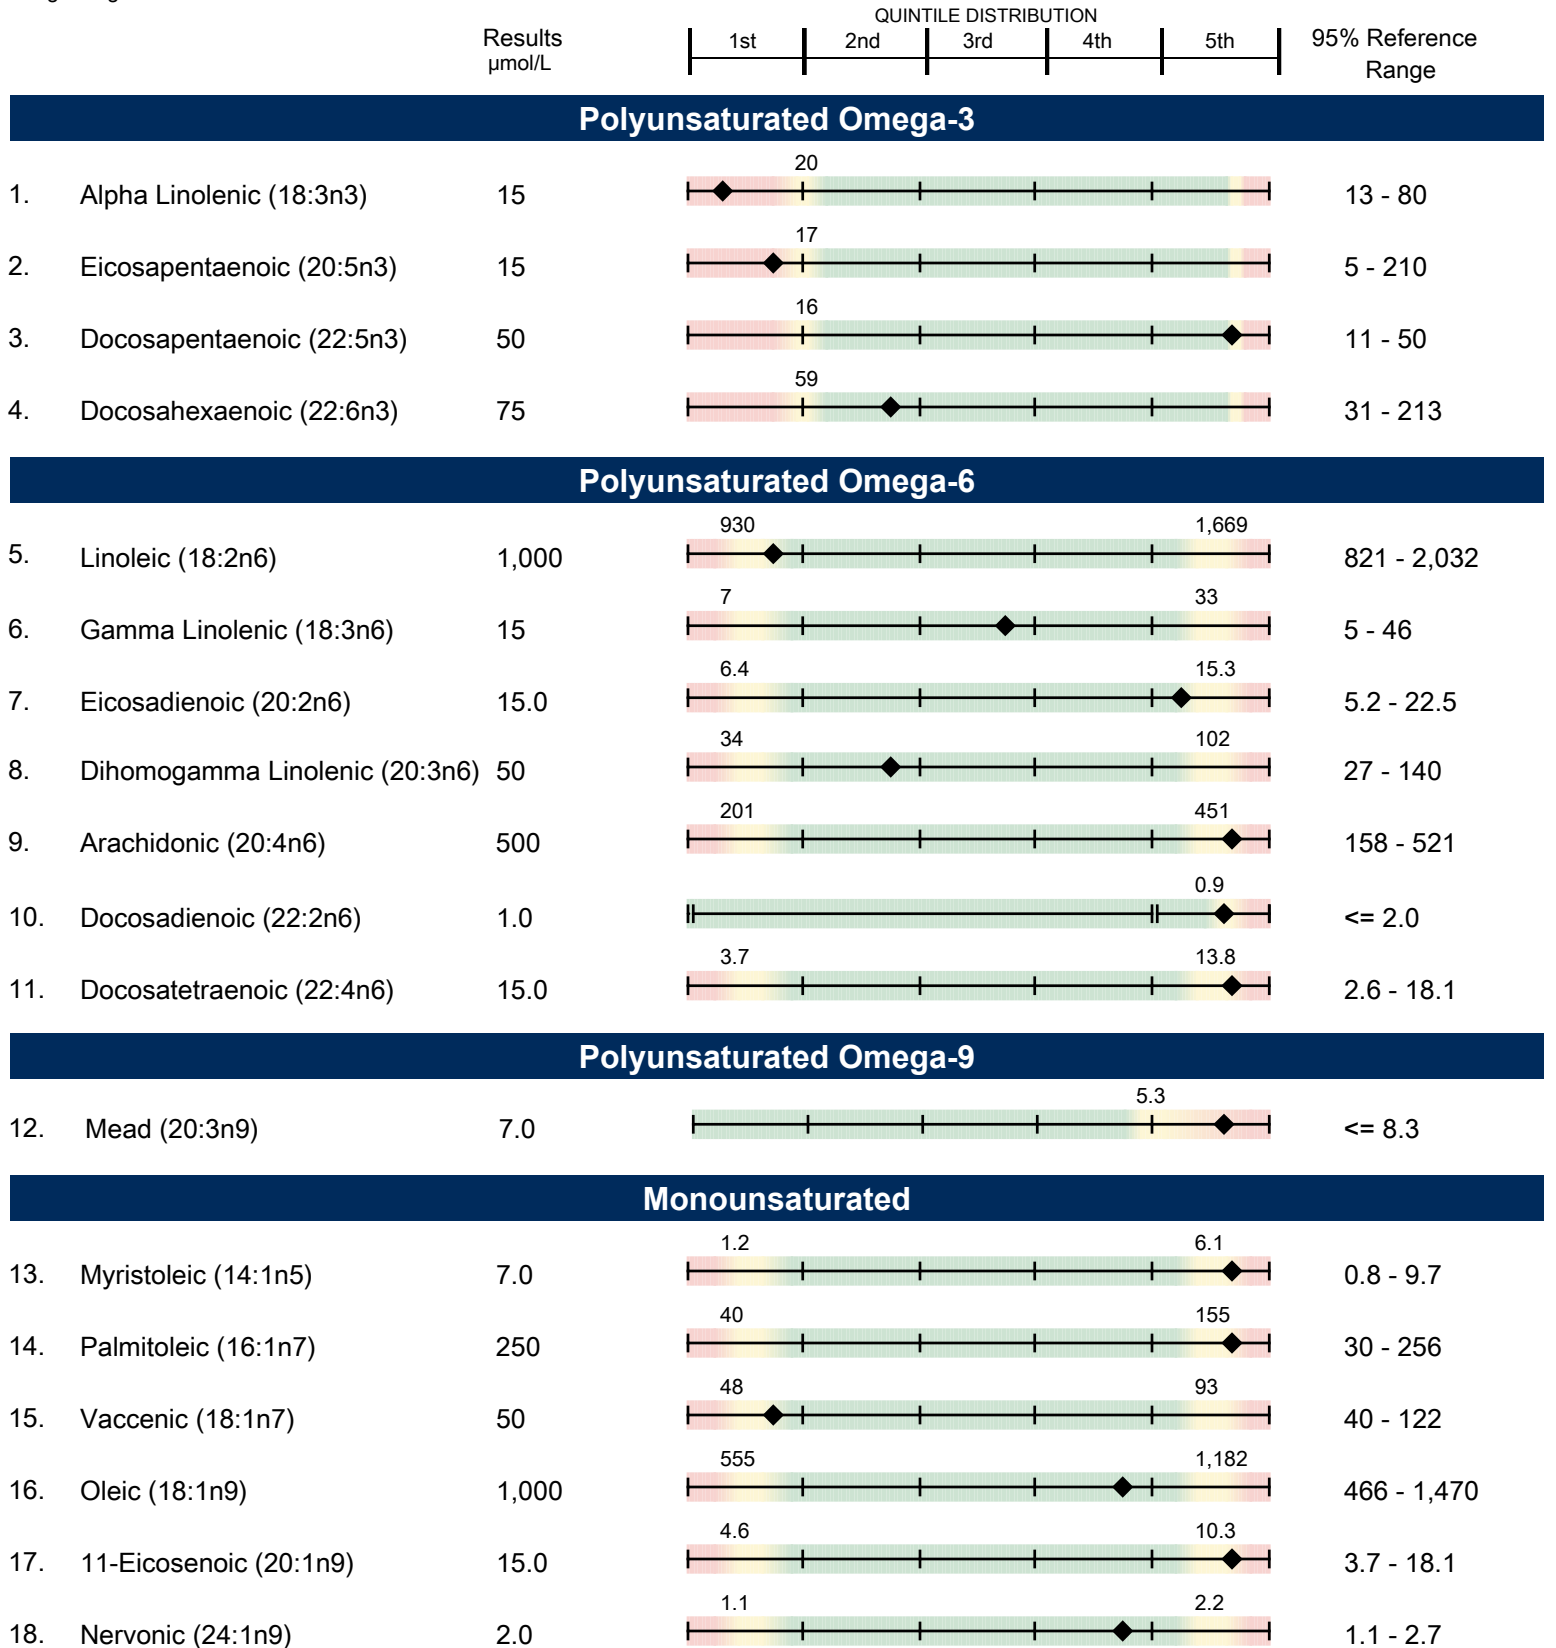 QUINTILE DISTRIBUTION
Results 1st 2nd 3rd 4th 5th 95% Reference
µmol/L Range
Polyunsaturated Omega-3
20
1. Alpha Linolenic (18:3n3) 15 13 - 80
17
2. Eicosapentaenoic (20:5n3) 15 5 - 210
16
3. Docosapentaenoic (22:5n3) 50 11 - 50
59
4. Docosahexaenoic (22:6n3) 75 31 - 213
Polyunsaturated Omega-6
930 1,669
5. Linoleic (18:2n6) 1,000 821 - 2,032
7 33
6. Gamma Linolenic (18:3n6) 15 5 - 46
6.4 15.3
7. Eicosadienoic (20:2n6) 15.0 5.2 - 22.5
34 102
8. Dihomogamma Linolenic (20:3n6) 50 27 - 140
201 451
9. Arachidonic (20:4n6) 500 158 - 521
0.9
10. Docosadienoic (22:2n6) 1.0 <= 2.0
3.7 13.8
11. Docosatetraenoic (22:4n6) 15.0 2.6 - 18.1
Polyunsaturated Omega-9
5.3
12. Mead (20:3n9) 7.0 <= 8.3
Monounsaturated
1.2 6.1
13. Myristoleic (14:1n5) 7.0 0.8 - 9.7
40 155
14. Palmitoleic (16:1n7) 250 30 - 256
48 93
15. Vaccenic (18:1n7) 50 40 - 122
555 1,182
16. Oleic (18:1n9) 1,000 466 - 1,470
4.6 10.3
17. 11-Eicosenoic (20:1n9) 15.0 3.7 - 18.1
1.1 2.2
18. Nervonic (24:1n9) 2.0 1.1 - 2.7